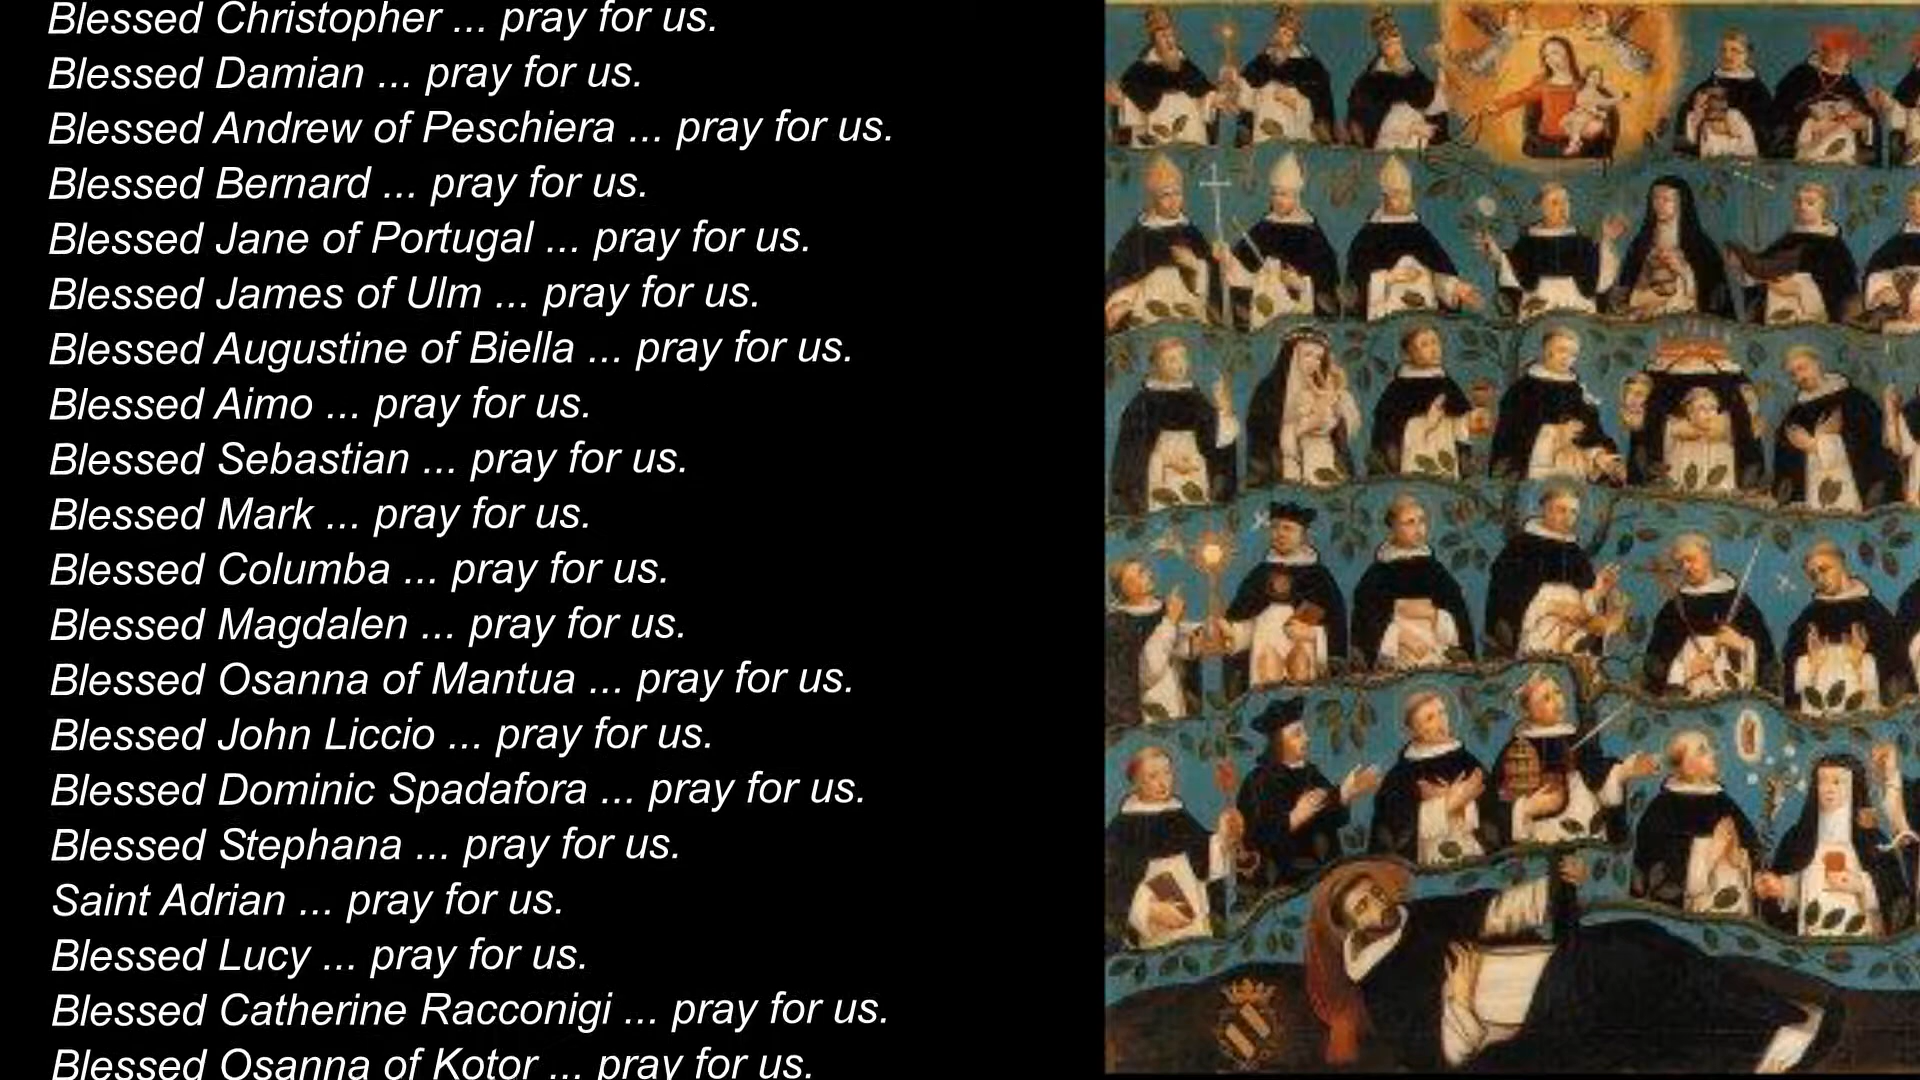 Blessed Christopher ... pray for us.
Blessed Damian ... pray for us.
Blessed Andrew of Peschiera ... pray for us.
Blessed Bernard ... pray for us.
Blessed Jane of Portugal ... pray for us.
Blessed James of Ulm ... pray for us.
Blessed Augustine of Biella ... pray for us.
Blessed Aimo ... pray for us.
Blessed Sebastian ... pray for us.
Blessed Mark ... pray for us.
Blessed Columba ... pray for us.
Blessed Magdalen ... pray for us.
Blessed Osanna of Mantua ... pray for us.
Blessed John Liccio ... pray for us.
Blessed Dominic Spadafora ... pray for us.
Blessed Stephana ... pray for us.
Saint Adrian ... pray for us.
Blessed Lucy ... pray for us.
Blessed Catherine Racconigi ... pray for us.
Blessed Osanna of Kotor ... pray for us.